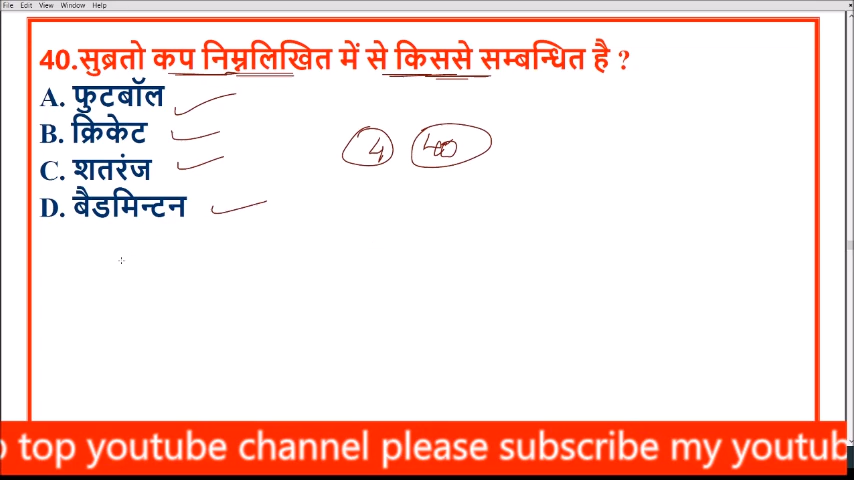 File Edit View Window Help
40.सुब्रतो कप निम्नलिखित में से किससे सम्बन्धित है ?
A. फुटबॉल
B. क्रिकेट
4 40
C. शतरंज
D. बैडमिन्टन
top youtube channel please subscribe my youtub